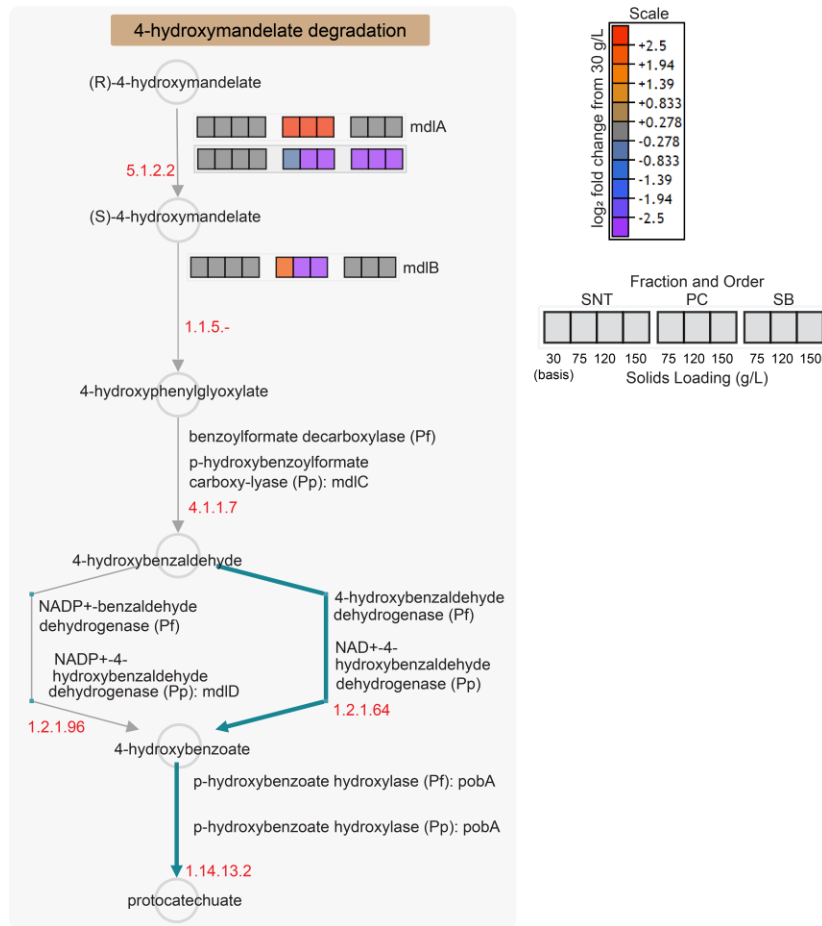 4-hydroxymandelate degradation
(R)-4-hydroxymandelate
mdlA
5.1.2.2
(S)-4-hydroxymandelate
mdlB
1.1.5.-
4-hydroxyphenylglyoxylate
benzoylformate decarboxylase (Pf)
p-hydroxybenzoylformate
carboxy-lyase (Pp): mdlC
4.1.1.7
4-hydroxybenzaldehyde
NADP+-benzaldehyde
dehydrogenase (Pf)
NADP+-4-
hydroxybenzaldehyde
dehydrogenase (Pp): mdlD
1.2.1.96
4-hydroxybenzaldehyde
dehydrogenase (Pf)
NAD+-4-
hydroxybenzaldehyde
dehydrogenase (Pp)
1.2.1.64
4-hydroxybenzoate
p-hydroxybenzoate hydroxylase (Pf): pobA
p-hydroxybenzoate hydroxylase (Pp): pobA
1.14.13.2
protocatechuate
Scale
log₂ fold change from 30 g/L
+2.5
+1.94
+1.39
+0.833
+0.278
-0.278
-0.833
-1.39
-1.94
-2.5
Fraction and Order
SNT PC SB
30 75 120 150 75 120 150 75 120 150
(basis) Solids Loading (g/L)